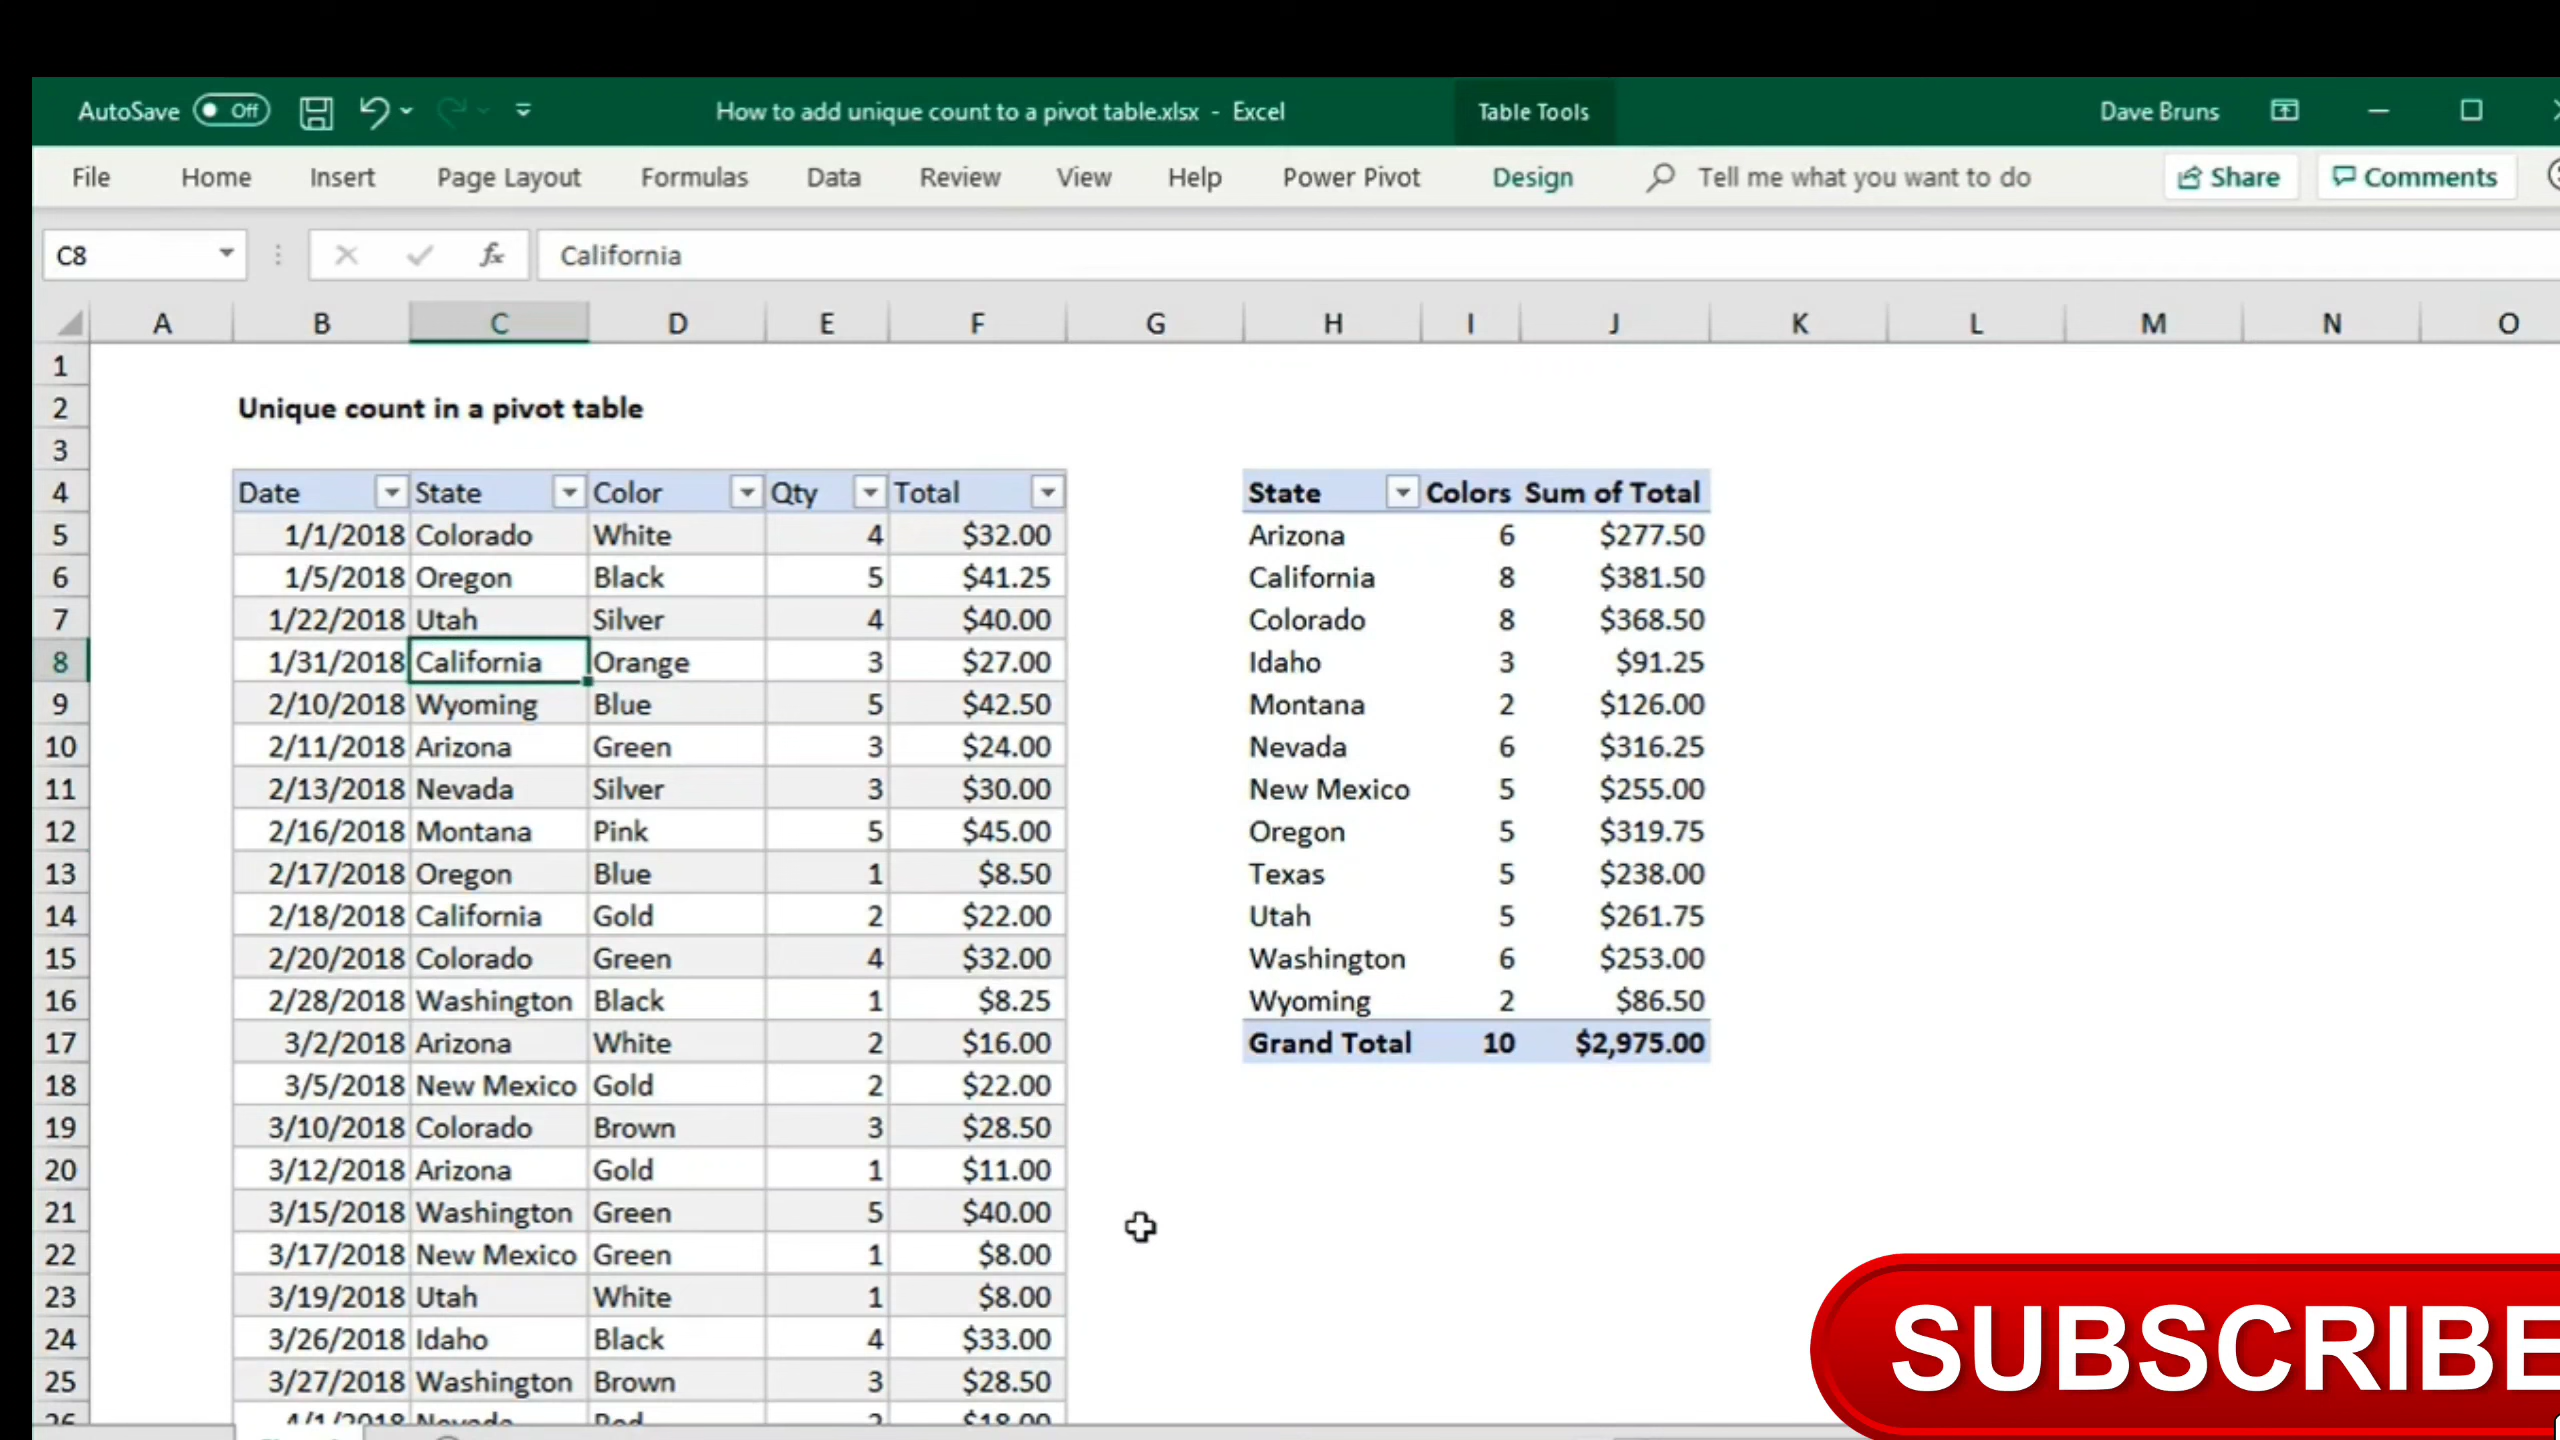 AutoSave Off How to add unique count to a pivot table.xlsx - Excel Table Tools Dave Bruns
File Home Insert Page Layout Formulas Data Review View Help Power Pivot Design Tell me what you want to do Share Comments
C8 fx California
A B C D E F G H I J K L M N O
1
2 Unique count in a pivot table
3
4 Date State Color Qty Total State Colors Sum of Total
5 1/1/2018 Colorado White 4 $32.00 Arizona 6 $277.50
6 1/5/2018 Oregon Black 5 $41.25 California 8 $381.50
7 1/22/2018 Utah Silver 4 $40.00 Colorado 8 $368.50
8 1/31/2018 California Orange 3 $27.00 Idaho 3 $91.25
9 2/10/2018 Wyoming Blue 5 $42.50 Montana 2 $126.00
10 2/11/2018 Arizona Green 3 $24.00 Nevada 6 $316.25
11 2/13/2018 Nevada Silver 3 $30.00 New Mexico 5 $255.00
12 2/16/2018 Montana Pink 5 $45.00 Oregon 5 $319.75
13 2/17/2018 Oregon Blue 1 $8.50 Texas 5 $238.00
14 2/18/2018 California Gold 2 $22.00 Utah 5 $261.75
15 2/20/2018 Colorado Green 4 $32.00 Washington 6 $253.00
16 2/28/2018 Washington Black 1 $8.25 Wyoming 2 $86.50
17 3/2/2018 Arizona White 2 $16.00 Grand Total 10 $2,975.00
18 3/5/2018 New Mexico Gold 2 $22.00
19 3/10/2018 Colorado Brown 3 $28.50
20 3/12/2018 Arizona Gold 1 $11.00
21 3/15/2018 Washington Green 5 $40.00
22 3/17/2018 New Mexico Green 1 $8.00
23 3/19/2018 Utah White 1 $8.00
24 3/26/2018 Idaho Black 4 $33.00
25 3/27/2018 Washington Brown 3 $28.50
26 4/1/2018 Nevada Red 2 $18.00
SUBSCRIBE